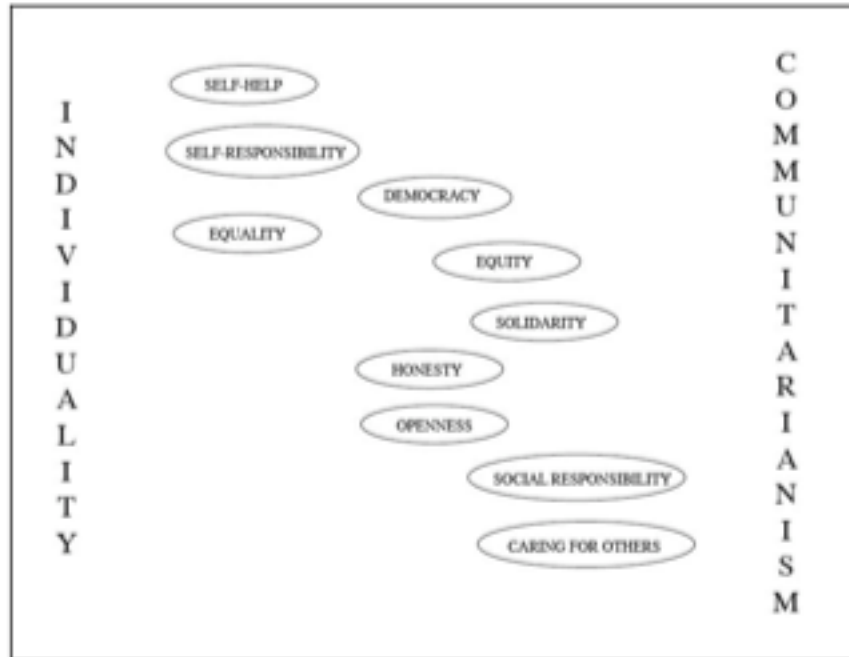 INDIVIDUALITY
SELF-HELP
SELF-RESPONSIBILITY
DEMOCRACY
EQUALITY
EQUITY
SOLIDARITY
HONESTY
OPENNESS
SOCIAL RESPONSIBILITY
CARING FOR OTHERS
COMMUNITARIANISM